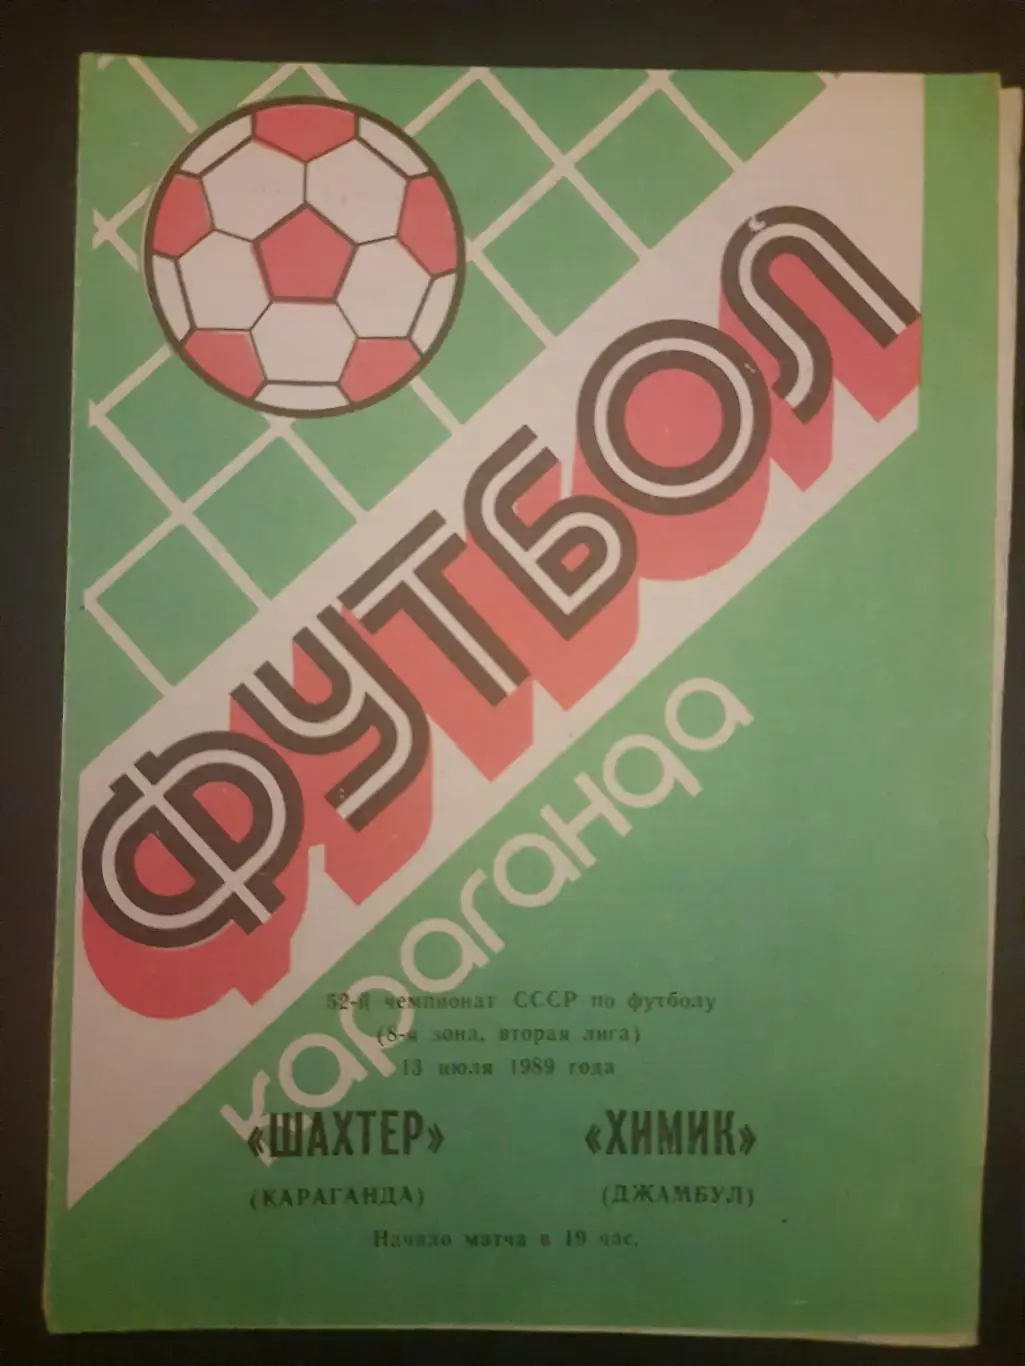 ФУТБОЛ
караганда
52-й чемпионат СССР по футболу
(8-я зона, вторая лига)
13 июля 1989 года
«ШАХТЕР» «ХИМИК»
(КАРАГАНДА) (ДЖАМБУЛ)
Начало матча в 19 час.